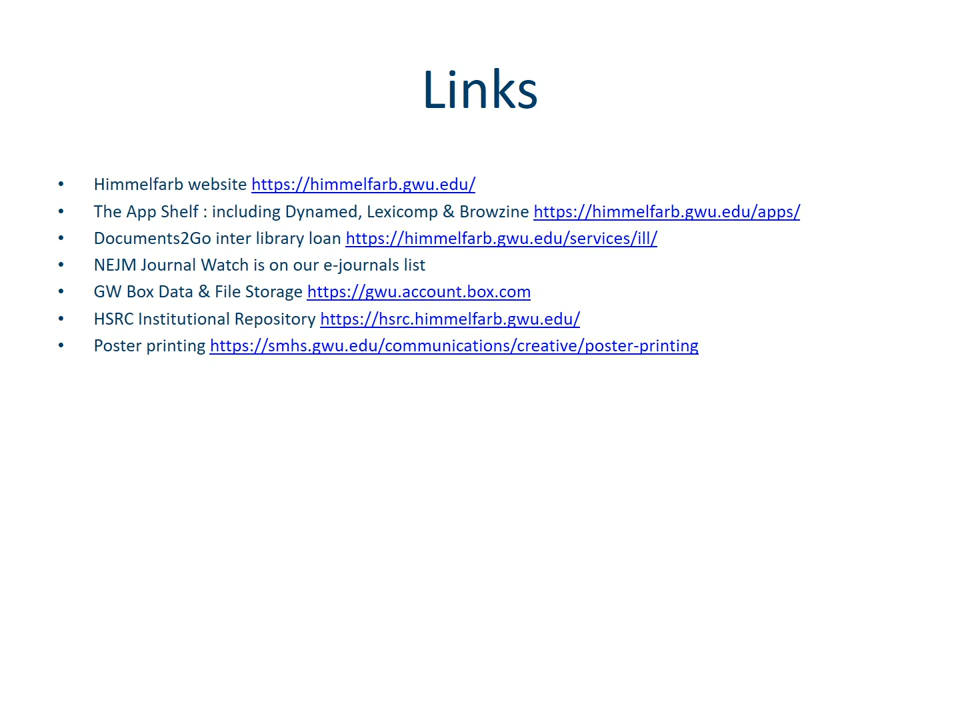 Links
• Himmelfarb website https://himmelfarb.gwu.edu/
• The App Shelf : including Dynamed, Lexicomp & Browzine https://himmelfarb.gwu.edu/apps/
• Documents2Go inter library loan https://himmelfarb.gwu.edu/services/ill/
• NEJM Journal Watch is on our e-journals list
• GW Box Data & File Storage https://gwu.account.box.com
• HSRC Institutional Repository https://hsrc.himmelfarb.gwu.edu/
• Poster printing https://smhs.gwu.edu/communications/creative/poster-printing